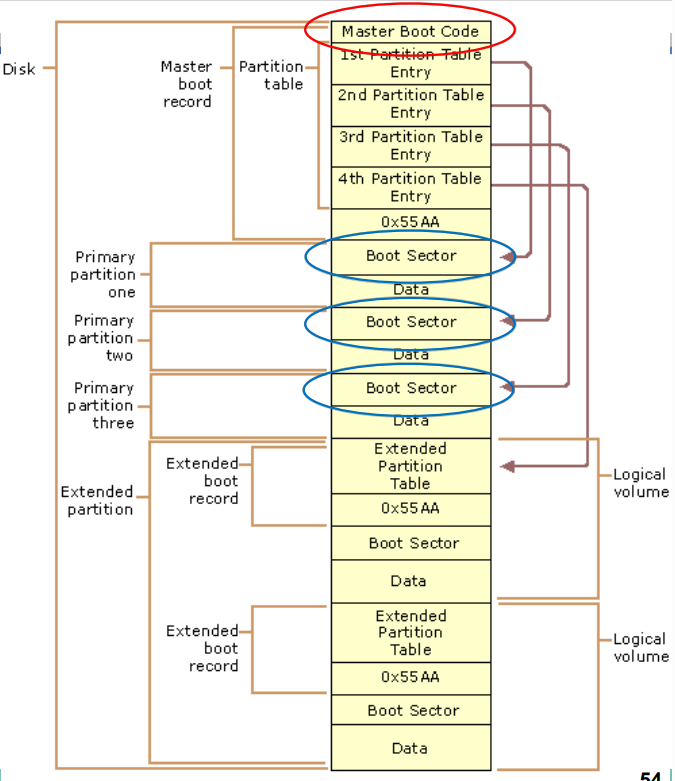 Disk
Master
boot
record
Partition
table
Master Boot Code
1st Partition Table
Entry
2nd Partition Table
Entry
3rd Partition Table
Entry
4th Partition Table
Entry
0x55AA
Primary
partition
one
Boot Sector
Data
Primary
partition
two
Boot Sector
Data
Primary
partition
three
Boot Sector
Data
Extended
partition
Extended
boot
record
Extended
Partition
Table
0x55AA
Boot Sector
Data
Logical
volume
Extended
boot
record
Extended
Partition
Table
0x55AA
Boot Sector
Data
Logical
volume
54